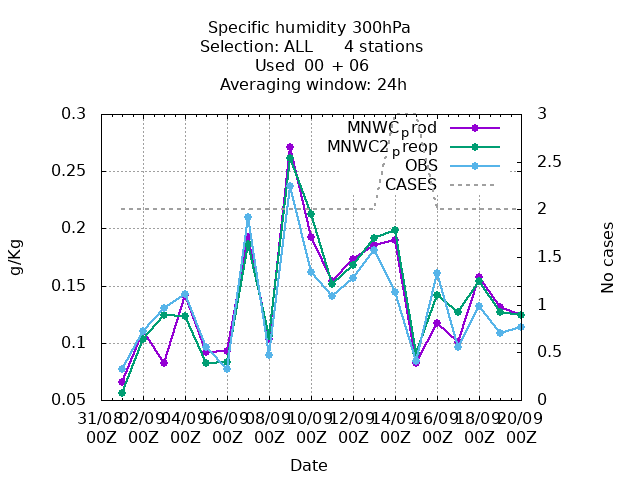 Specific humidity 300hPa
Selection: ALL 4 stations
Used 00 + 06
Averaging window: 24h
MNWC_prod
MNWC2_preop
OBS
CASES
0.3
0.25
0.2
0.15
0.1
0.05
g/Kg
3
2.5
2
1.5
1
0.5
0
No cases
31/08 02/09 04/09 06/09 08/09 10/09 12/09 14/09 16/09 18/09 20/09
00Z 00Z 00Z 00Z 00Z 00Z 00Z 00Z 00Z 00Z 00Z
Date